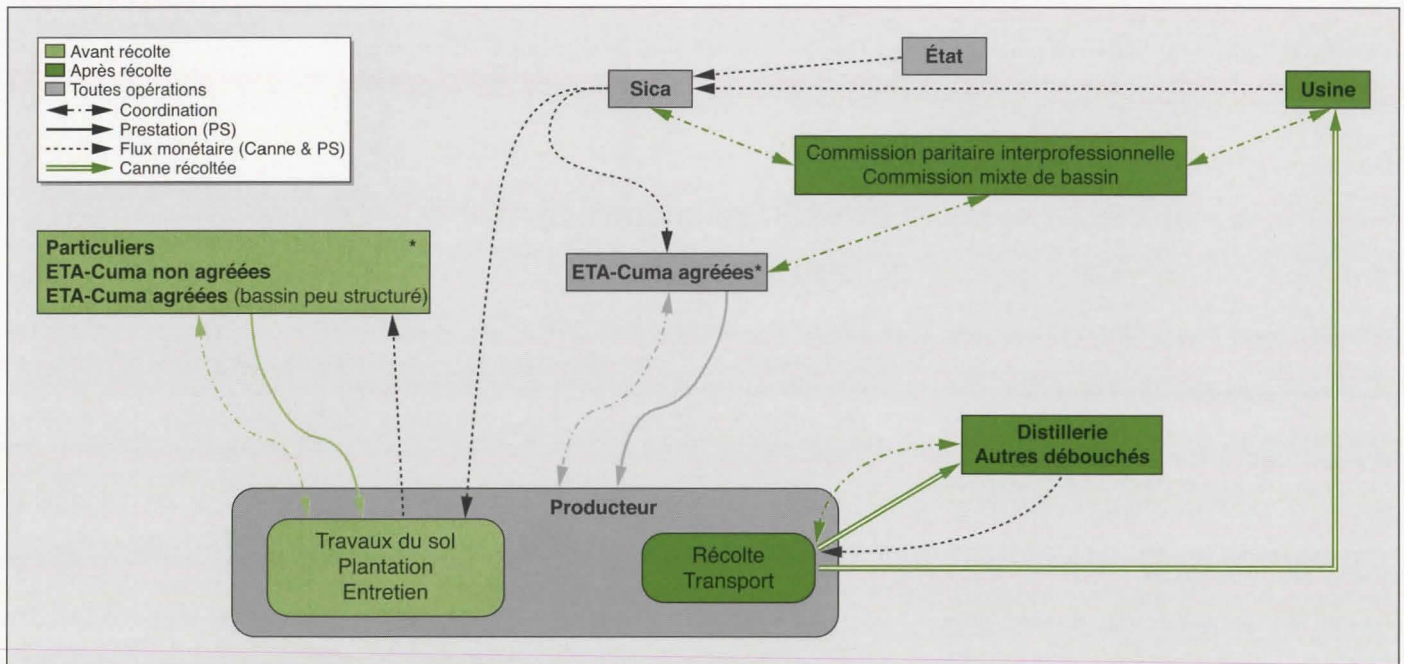 Avant récolte
Après récolte
Toutes opérations
Coordination
Prestation (PS)
Flux monétaire (Canne & PS)
Canne récoltée
État
Sica
Usine
Commission paritaire interprofessionnelle
Commission mixte de bassin
Particuliers *
ETA-Cuma non agréées
ETA-Cuma agréées (bassin peu structuré)
ETA-Cuma agréées*
Distillerie
Autres débouchés
Producteur
Travaux du sol
Plantation
Entretien
Récolte
Transport